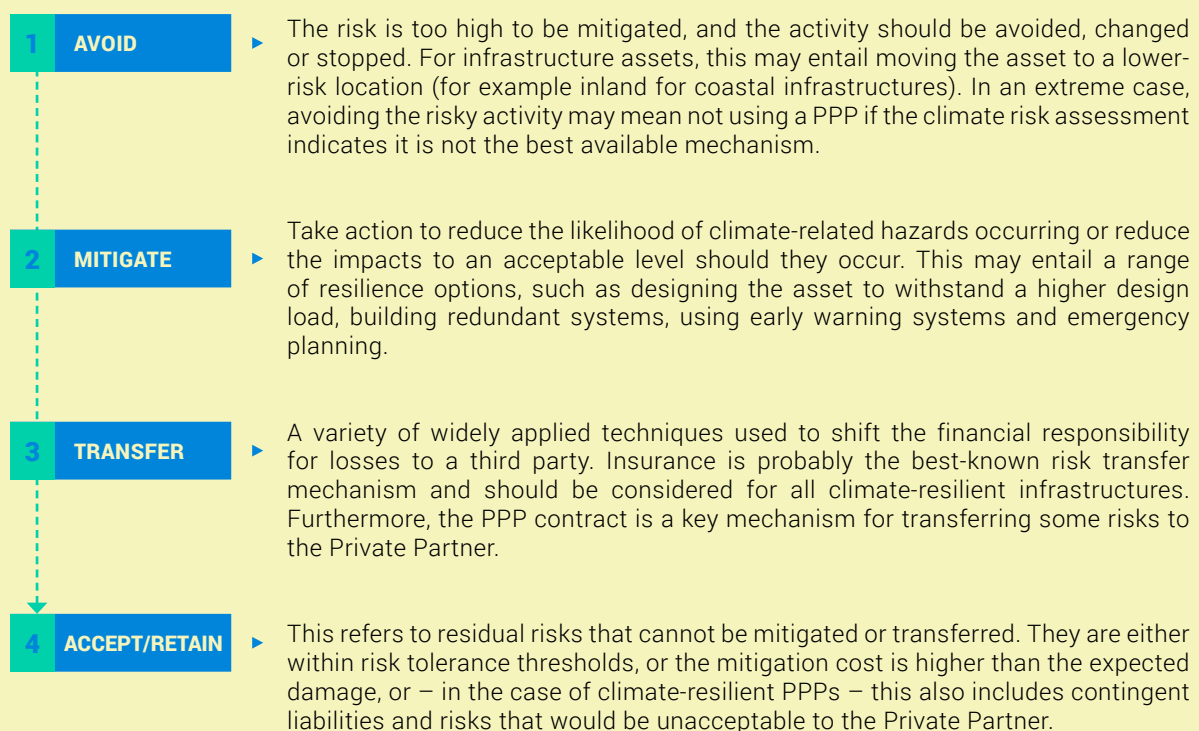 1 AVOID
The risk is too high to be mitigated, and the activity should be avoided, changed
or stopped. For infrastructure assets, this may entail moving the asset to a lower-
risk location (for example inland for coastal infrastructures). In an extreme case,
avoiding the risky activity may mean not using a PPP if the climate risk assessment
indicates it is not the best available mechanism.
2 MITIGATE
Take action to reduce the likelihood of climate-related hazards occurring or reduce
the impacts to an acceptable level should they occur. This may entail a range
of resilience options, such as designing the asset to withstand a higher design
load, building redundant systems, using early warning systems and emergency
planning.
3 TRANSFER
A variety of widely applied techniques used to shift the financial responsibility
for losses to a third party. Insurance is probably the best-known risk transfer
mechanism and should be considered for all climate-resilient infrastructures.
Furthermore, the PPP contract is a key mechanism for transferring some risks to
the Private Partner.
4 ACCEPT/RETAIN
This refers to residual risks that cannot be mitigated or transferred. They are either
within risk tolerance thresholds, or the mitigation cost is higher than the expected
damage, or – in the case of climate-resilient PPPs – this also includes contingent
liabilities and risks that would be unacceptable to the Private Partner.